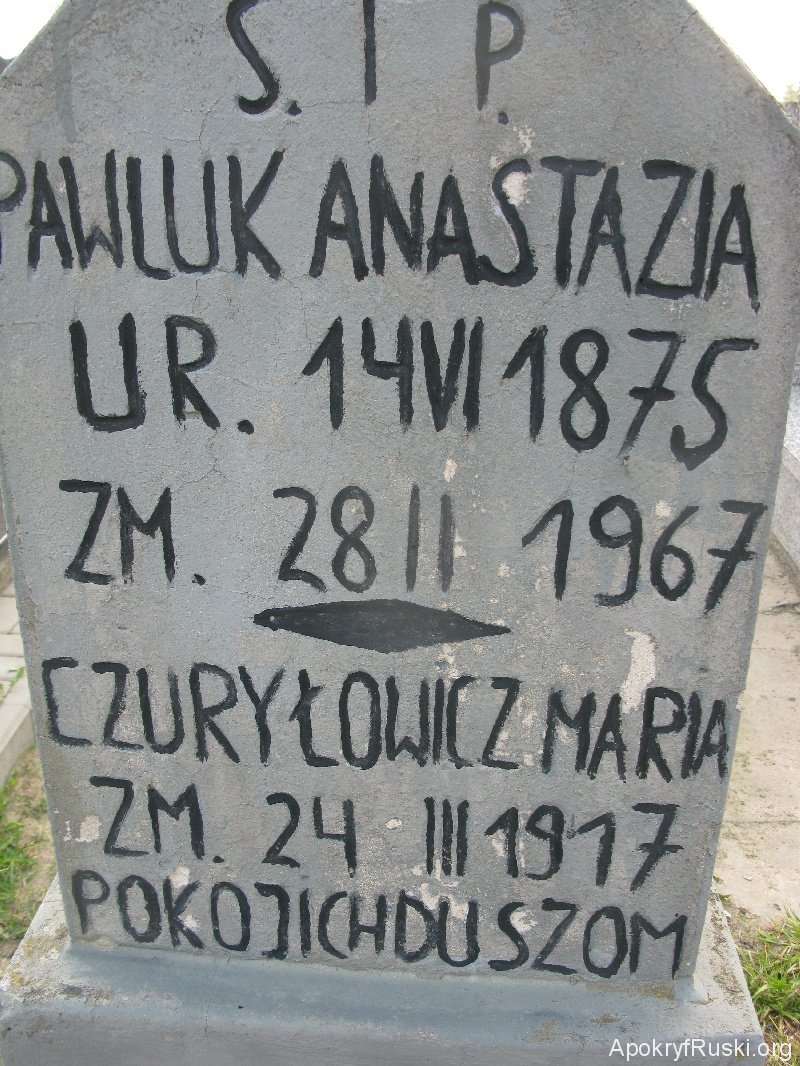 S. I P.
PAWLUK ANASTAZIA
UR. 14 VI 1875
ZM. 28 II 1967
CZURYŁOWICZ MARIA
ZM. 24 III 1917
POKOJ ICH DUSZOM
ApokryfRuski.org